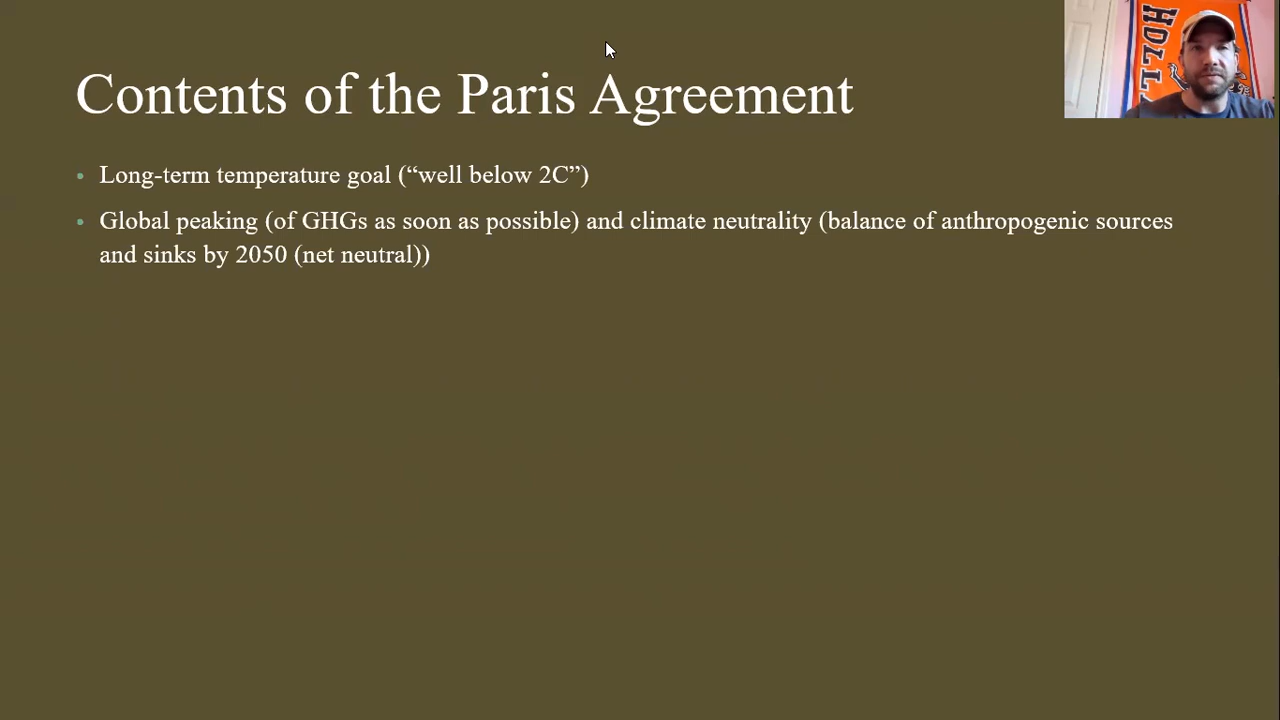 Contents of the Paris Agreement
Long-term temperature goal (“well below 2C”)
Global peaking (of GHGs as soon as possible) and climate neutrality (balance of anthropogenic sources
and sinks by 2050 (net neutral))